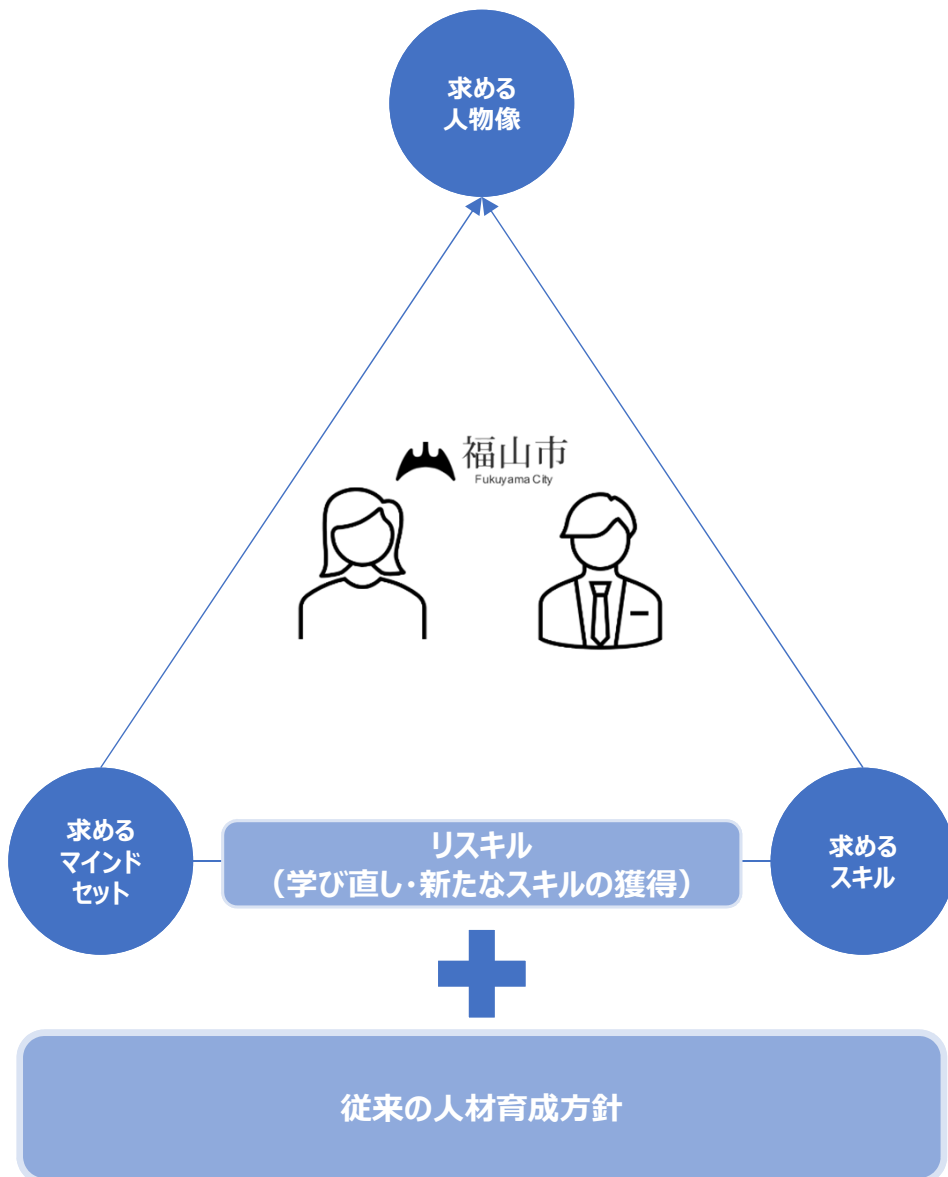 求める
人物像
福山市
Fukuyama City
求める
マインド
セット
リスキル
（学び直し・新たなスキルの獲得）
求める
スキル
従来の人材育成方針